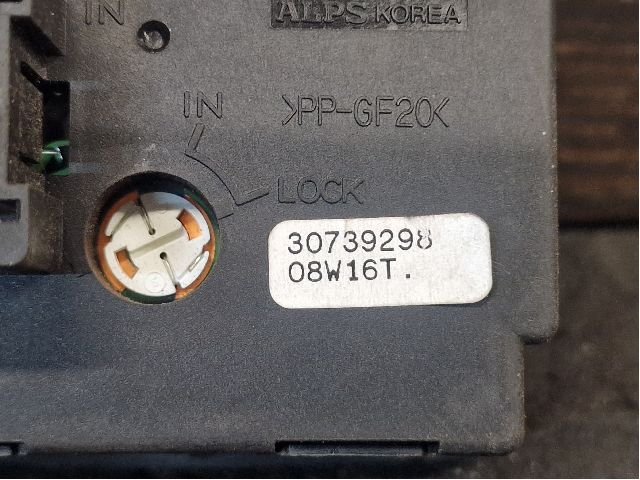 ALPS KOREA
IN
IN
>PP-GF20<
LOCK
30739298
08W16T.